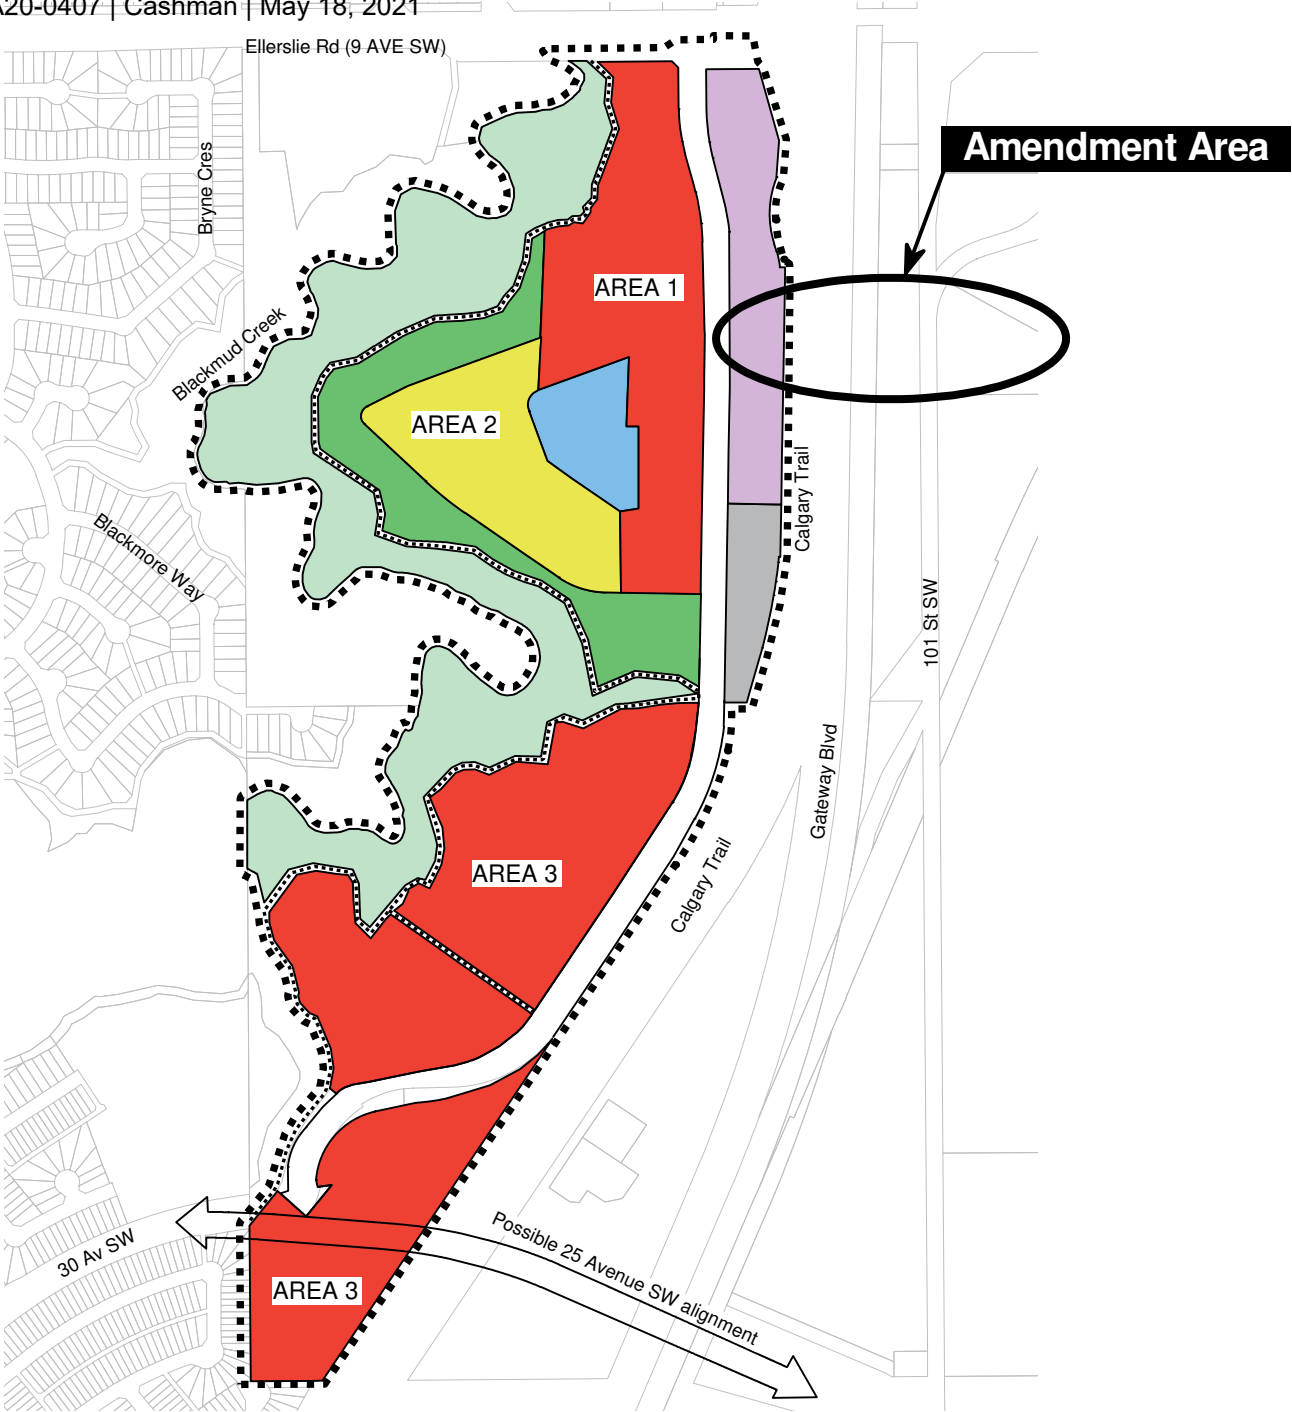 A20-0407 | Cashman | May 18, 2021
Ellerslie Rd (9 AVE SW)
Amendment Area
Bryne Cres
AREA 1
Blackmud Creek
AREA 2
Calgary Trail
Blackmore Way
101 St SW
Gateway Blvd
Calgary Trail
AREA 3
30 Av SW
Possible 25 Avenue SW alignment
AREA 3